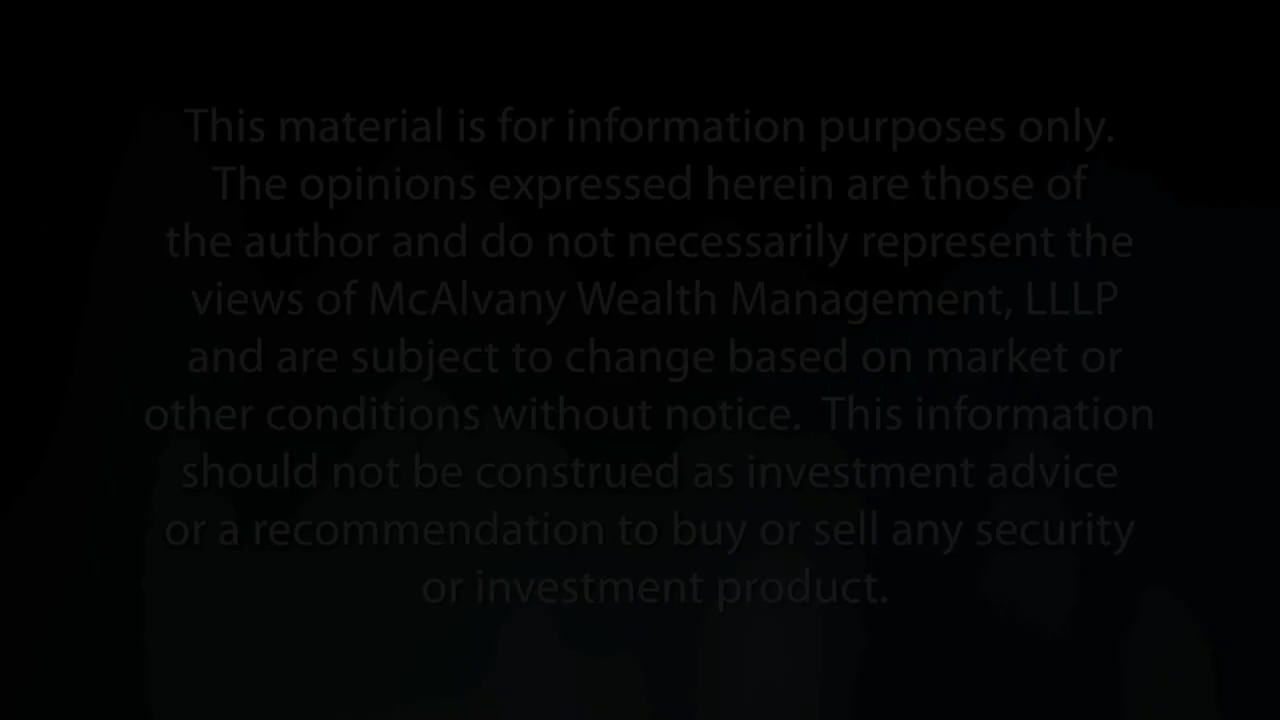 This material is for information purposes only.
The opinions expressed herein are those of
the author and do not necessarily represent the
views of McAlvany Wealth Management, LLLP
and are subject to change based on market or
other conditions without notice.  This information
should not be construed as investment advice
or a recommendation to buy or sell any security
or investment product.